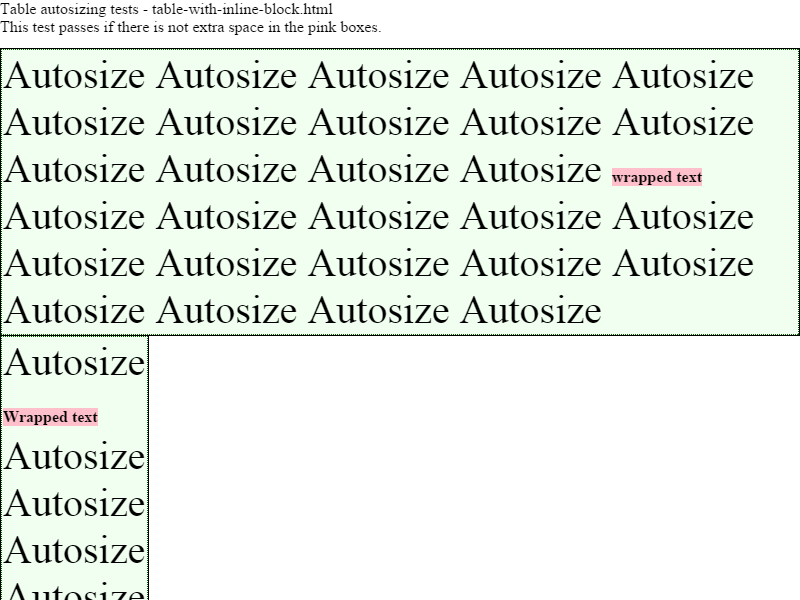 Table autosizing tests - table-with-inline-block.html
This test passes if there is not extra space in the pink boxes.
Autosize Autosize Autosize Autosize Autosize
Autosize Autosize Autosize Autosize Autosize
Autosize Autosize Autosize Autosize wrapped text
Autosize Autosize Autosize Autosize Autosize
Autosize Autosize Autosize Autosize Autosize
Autosize Autosize Autosize Autosize
Autosize
Wrapped text
Autosize
Autosize
Autosize
Autosize